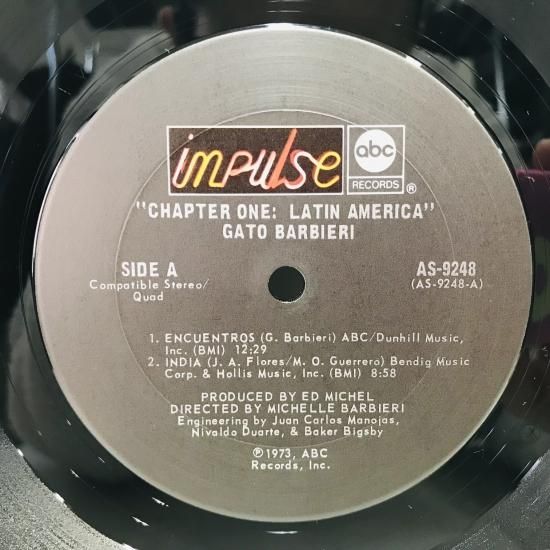 impulse
abc
RECORDS ®
"CHAPTER ONE: LATIN AMERICA"
GATO BARBIERI
SIDE A
Compatible Stereo/
Quad
AS-9248
(AS-9248-A)
1. ENCUENTROS (G. Barbieri) ABC/Dunhill Music,
Inc. (BMI) 12:29
2. INDIA (J. A. Flores/M. O. Guerrero) Bendig Music
Corp. & Hollis Music, Inc. (BMI) 8:58
PRODUCED BY ED MICHEL
DIRECTED BY MICHELLE BARBIERI
Engineering by Juan Carlos Manojas,
Nivaldo Duarte, & Baker Bigsby
℗ 1973, ABC
Records, Inc.